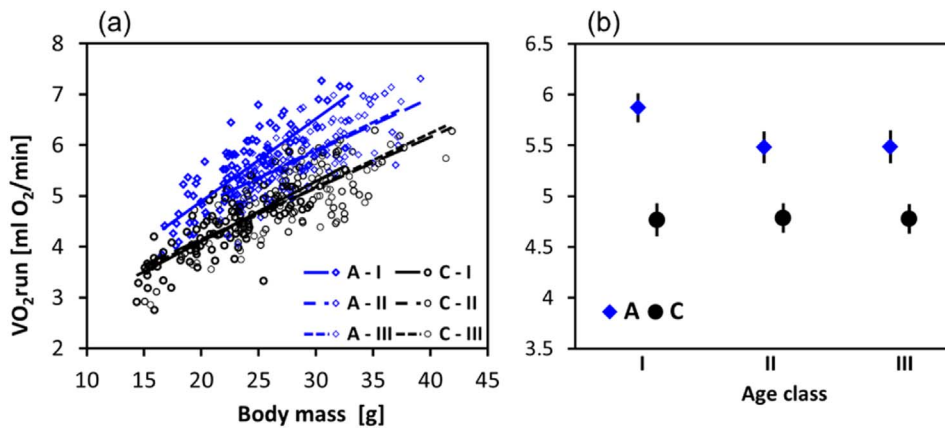 (a)
VO2run [ml O2/min]
8
7
6
5
4
3
2
A - I
C - I
A - II
C - II
A - III
C - III
10
15
20
25
30
35
40
45
Body mass [g]
(b)
6.5
6
5.5
5
4.5
4
3.5
A
C
I
II
III
Age class